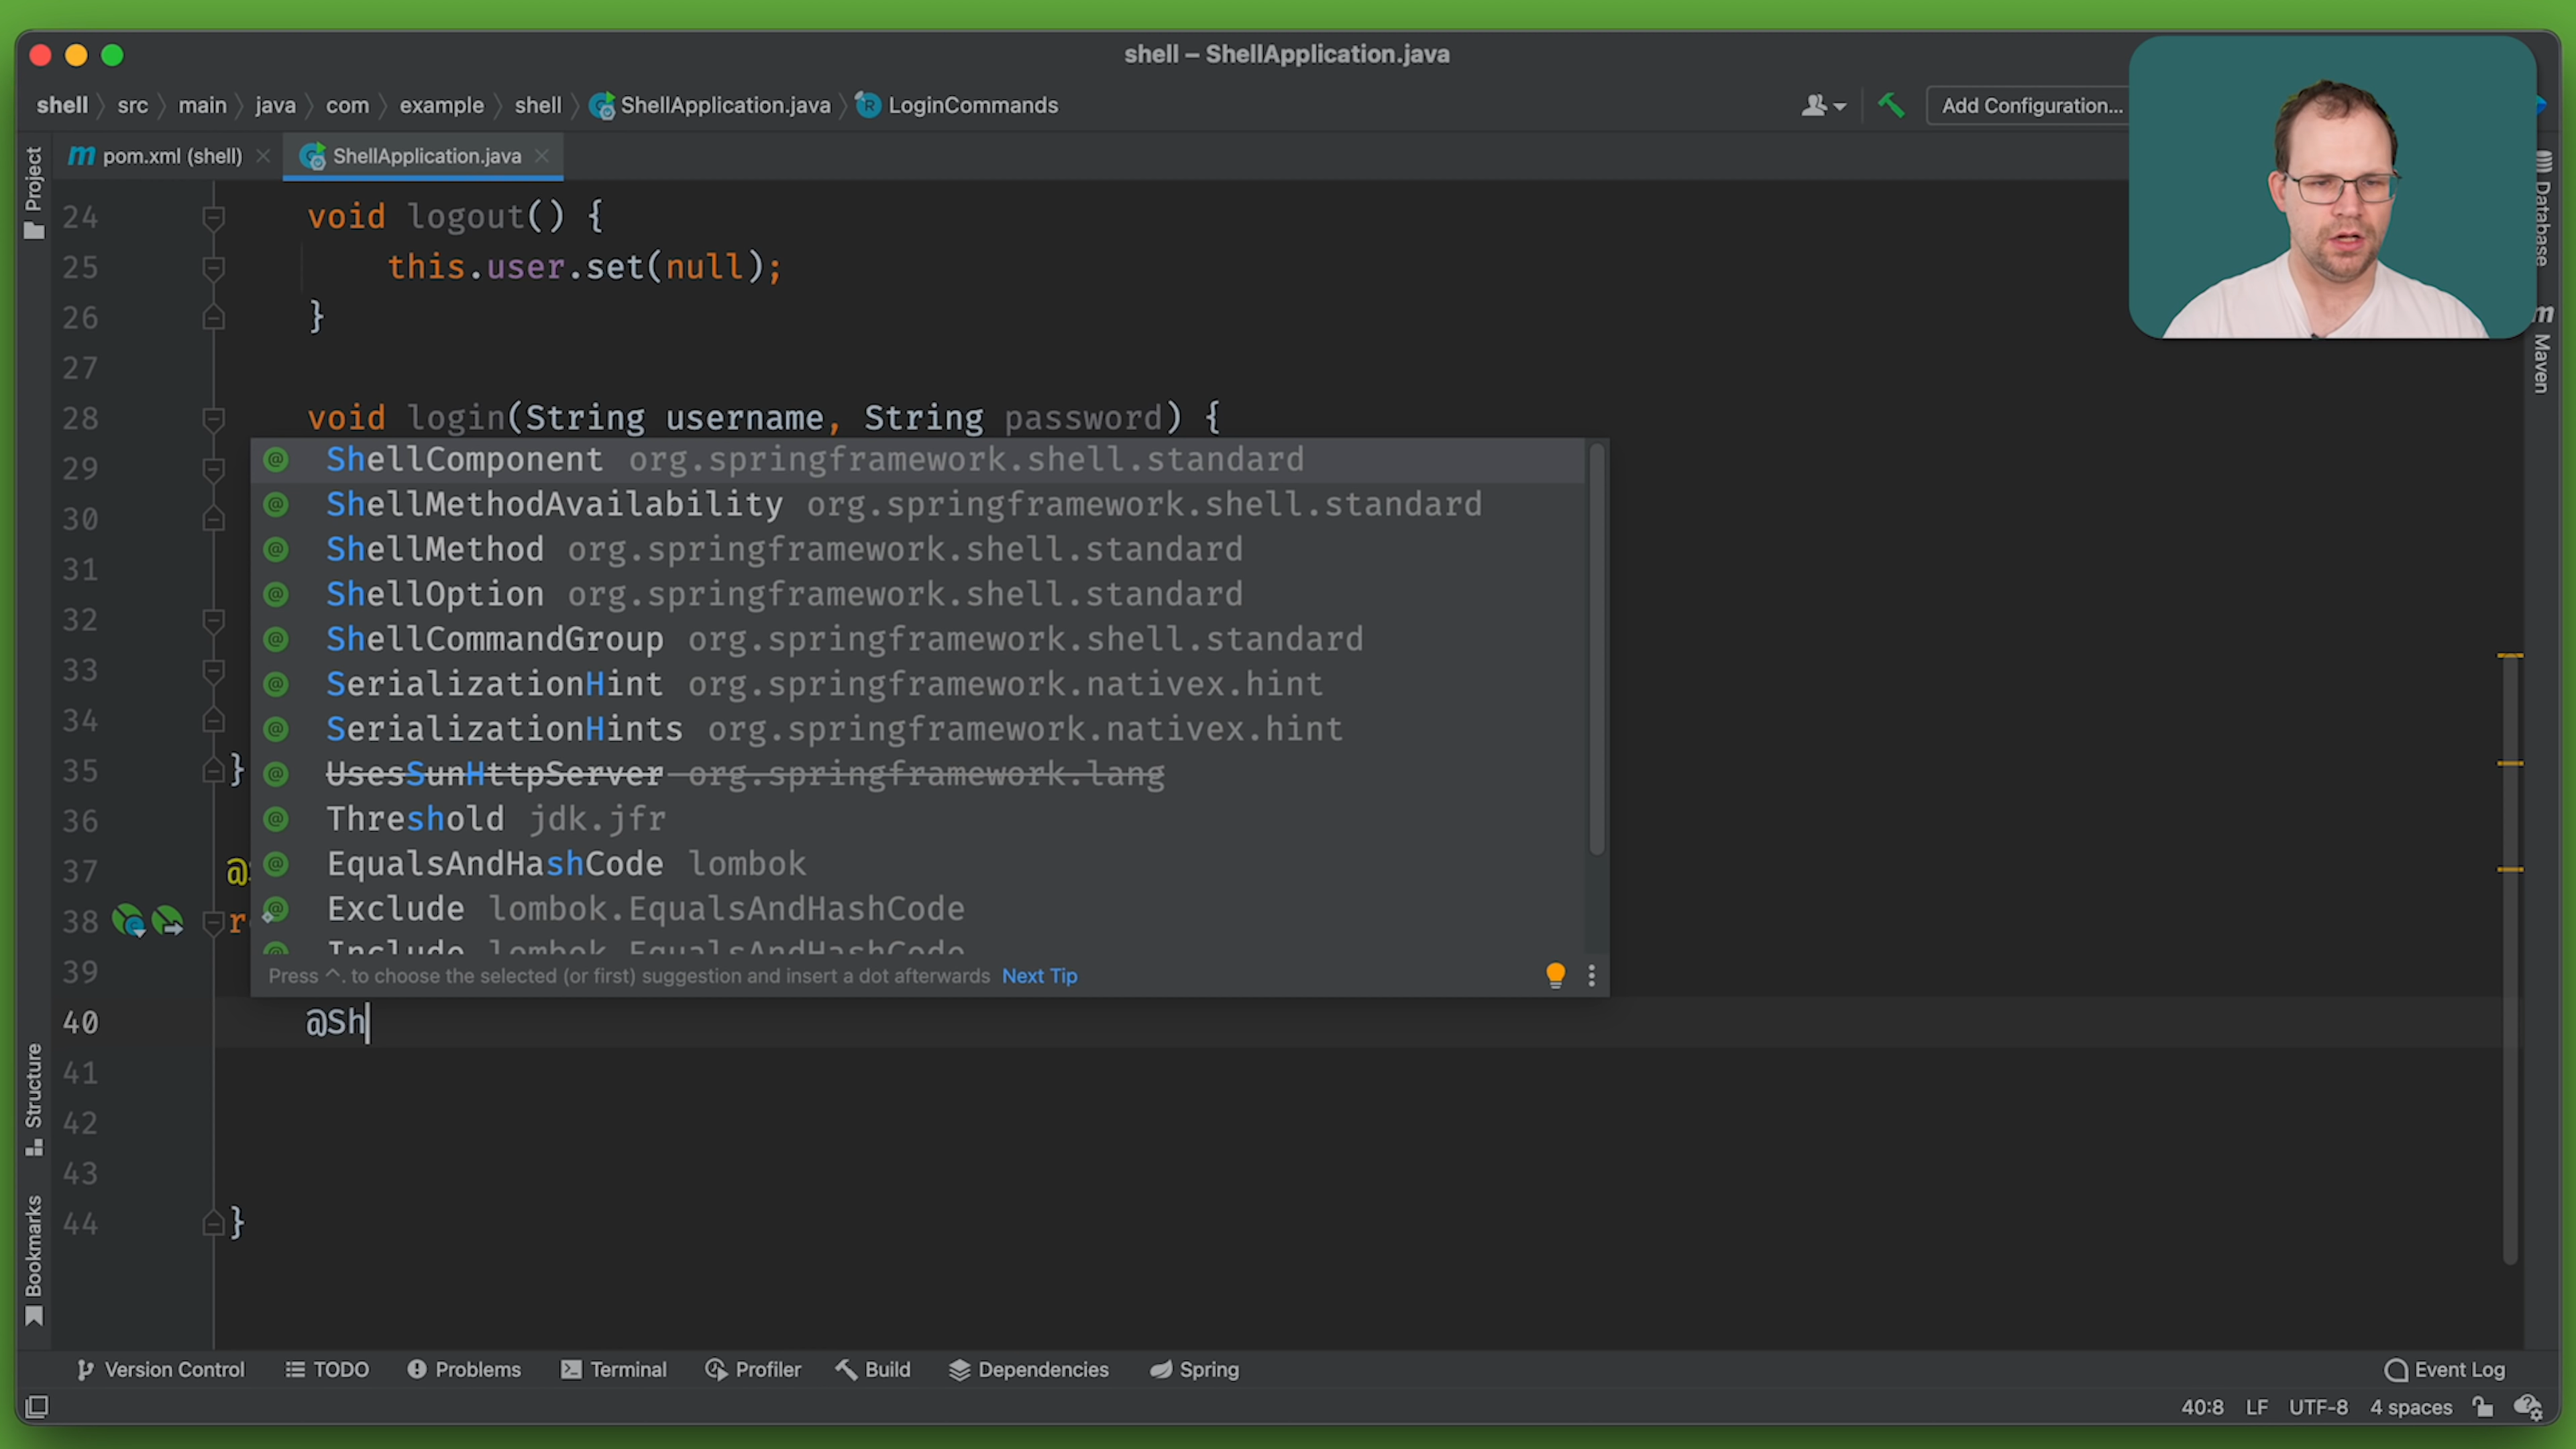 shell – ShellApplication.java
shell src main java com example shell ShellApplication.java LoginCommands
Add Configuration...
pom.xml (shell) ShellApplication.java
Project
Database
Maven
24 void logout() {
25 this.user.set(null);
26 }
27
28 void login(String username, String password) {
29
30
31
32
33
34
35 }
36
37 @
38
39
40 @Sh
41
42
43
44 }
ShellComponent org.springframework.shell.standard
ShellMethodAvailability org.springframework.shell.standard
ShellMethod org.springframework.shell.standard
ShellOption org.springframework.shell.standard
ShellCommandGroup org.springframework.shell.standard
SerializationHint org.springframework.nativex.hint
SerializationHints org.springframework.nativex.hint
UsesSunHttpServer org.springframework.lang
Threshold jdk.jfr
EqualsAndHashCode lombok
Exclude lombok.EqualsAndHashCode
Include lombok.EqualsAndHashCode
Press ^. to choose the selected (or first) suggestion and insert a dot afterwards Next Tip
Structure
Bookmarks
Version Control TODO Problems Terminal Profiler Build Dependencies Spring Event Log
40:8 LF UTF-8 4 spaces